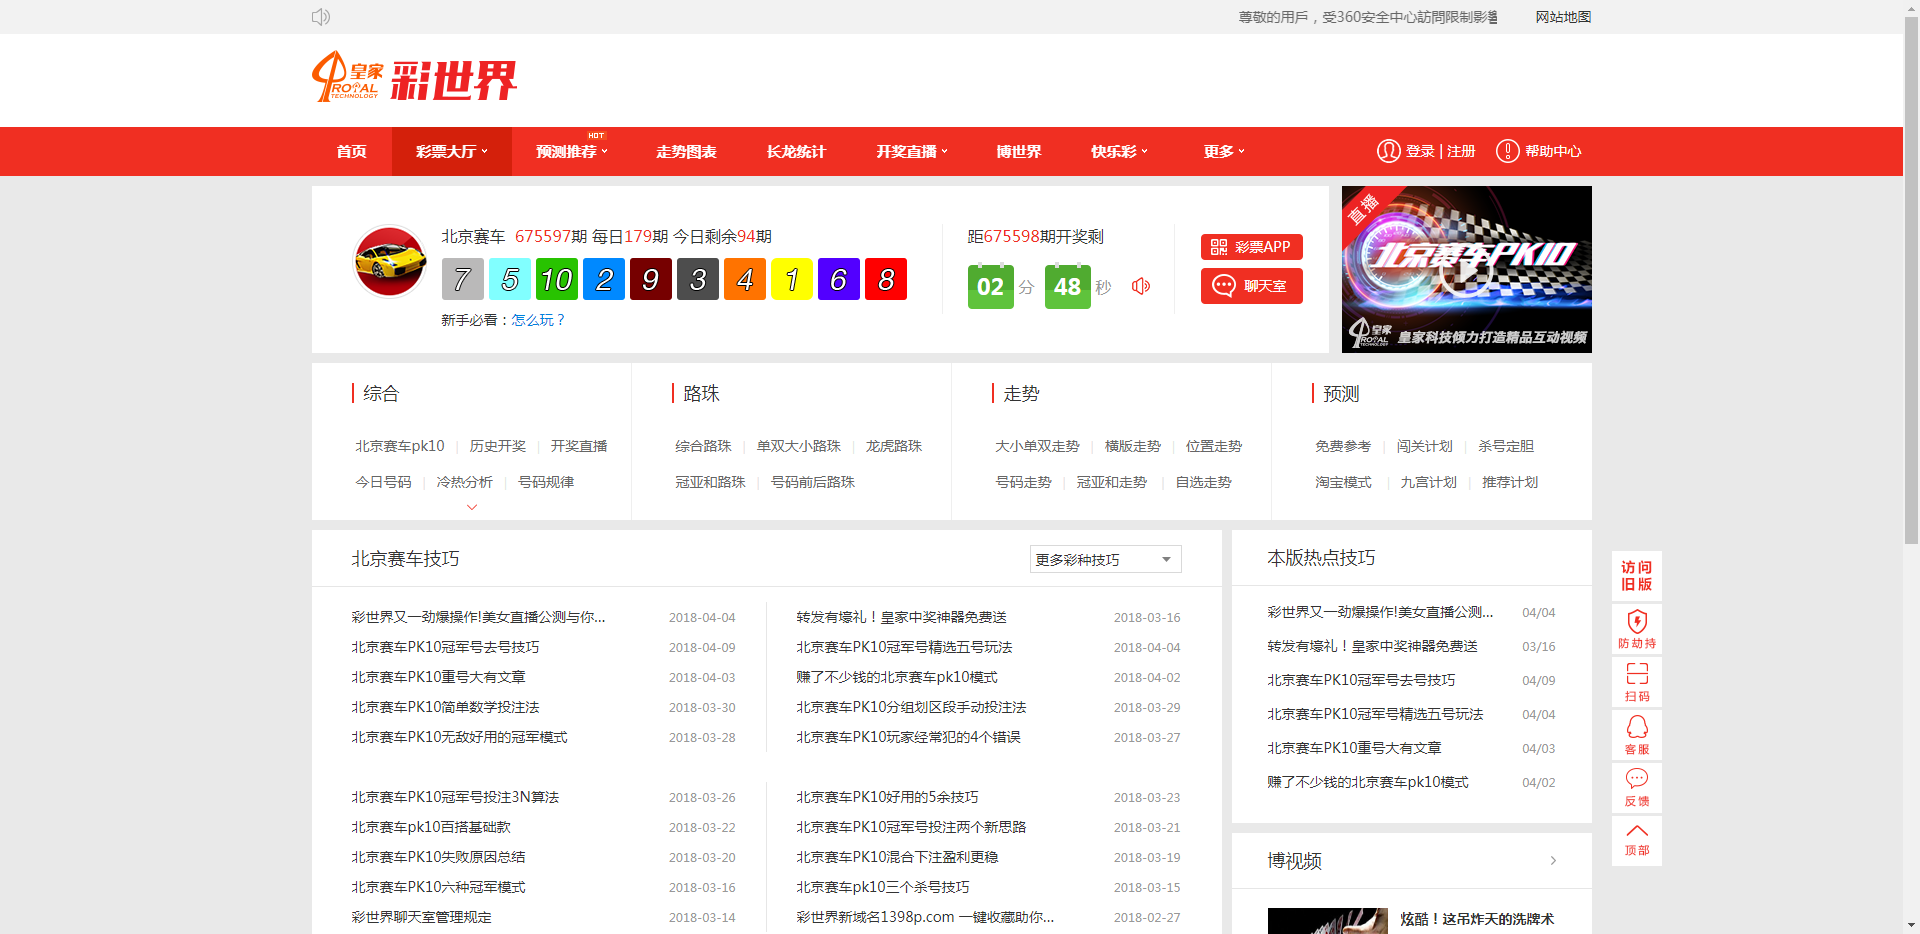 尊敬的用戶，受360安全中心訪問限制影
网站地图
皇家
ROYAL
TECHNOLOGY
彩世界
HOT
首页 彩票大厅 预测推荐 走势图表 长龙统计 开奖直播 博世界 快乐彩 更多 登录 | 注册 帮助中心
北京赛车 675597期 每日179期 今日剩余94期
7 5 10 2 9 3 4 1 6 8
新手必看：怎么玩？
距675598期开奖剩
02 分 48 秒
彩票APP
聊天室
直播
北京赛车PK10
皇家
ROYAL
TECHNOLOGY
皇家科技倾力打造精品互动视频
综合
北京赛车pk10 | 历史开奖 | 开奖直播
今日号码 | 冷热分析 | 号码规律
路珠
综合路珠 | 单双大小路珠 | 龙虎路珠
冠亚和路珠 | 号码前后路珠
走势
大小单双走势 | 横版走势 | 位置走势
号码走势 | 冠亚和走势 | 自选走势
预测
免费参考 | 闯关计划 | 杀号定胆
淘宝模式 | 九宫计划 | 推荐计划
北京赛车技巧
更多彩种技巧
彩世界又一劲爆操作!美女直播公测与你... 2018-04-04
北京赛车PK10冠军号去号技巧 2018-04-09
北京赛车PK10重号大有文章 2018-04-03
北京赛车PK10简单数学投注法 2018-03-30
北京赛车PK10无敌好用的冠军模式 2018-03-28
转发有壕礼！皇家中奖神器免费送 2018-03-16
北京赛车PK10冠军号精选五号玩法 2018-04-04
赚了不少钱的北京赛车pk10模式 2018-04-02
北京赛车PK10分组划区段手动投注法 2018-03-29
北京赛车PK10玩家经常犯的4个错误 2018-03-27
北京赛车PK10冠军号投注3N算法 2018-03-26
北京赛车pk10百搭基础款 2018-03-22
北京赛车PK10失败原因总结 2018-03-20
北京赛车PK10六种冠军模式 2018-03-16
彩世界聊天室管理规定 2018-03-14
北京赛车PK10好用的5余技巧 2018-03-23
北京赛车PK10冠军号投注两个新思路 2018-03-21
北京赛车PK10混合下注盈利更稳 2018-03-19
北京赛车pk10三个杀号技巧 2018-03-15
彩世界新域名1398p.com 一键收藏助你... 2018-02-27
本版热点技巧
彩世界又一劲爆操作!美女直播公测... 04/04
转发有壕礼！皇家中奖神器免费送 03/16
北京赛车PK10冠军号去号技巧 04/09
北京赛车PK10冠军号精选五号玩法 04/04
北京赛车PK10重号大有文章 04/03
赚了不少钱的北京赛车pk10模式 04/02
博视频
炫酷！这吊炸天的洗牌术
访问
旧版
防劫持
扫码
客服
反馈
顶部